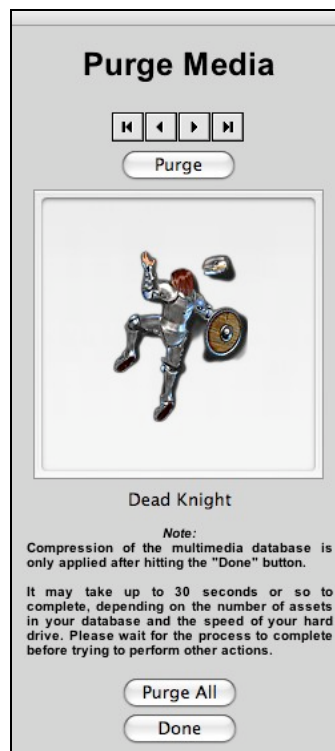 Purge Media
Purge
Dead Knight
Note:
Compression of the multimedia database is
only applied after hitting the "Done" button.
It may take up to 30 seconds or so to
complete, depending on the number of assets
in your database and the speed of your hard
drive. Please wait for the process to complete
before trying to perform other actions.
Purge All
Done